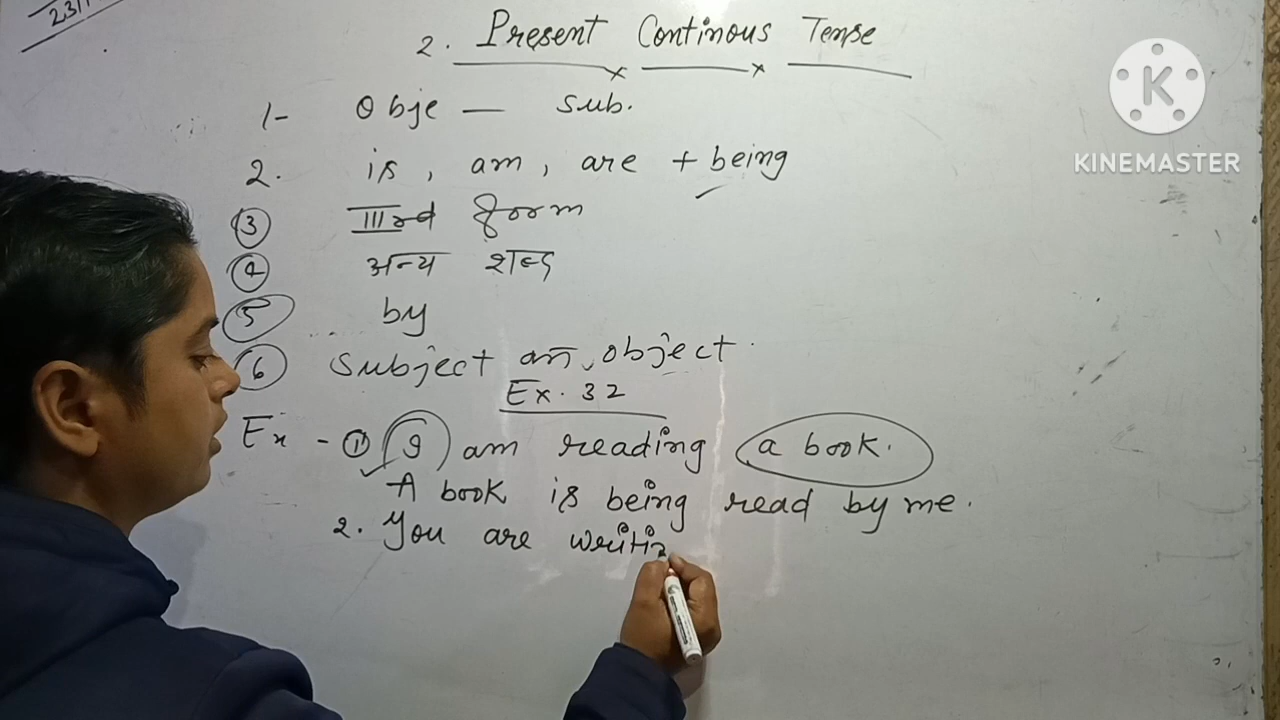 2. Present Continous Tense
1- Obje — Sub.
2. is, am, are + being
③ IIIrd form
④ अन्य शब्द
⑤ by
⑥ Subject का object.
Ex. 32
Ex - ① I am reading a book.
A book is being read by me.
2. You are writin
K
KINEMASTER